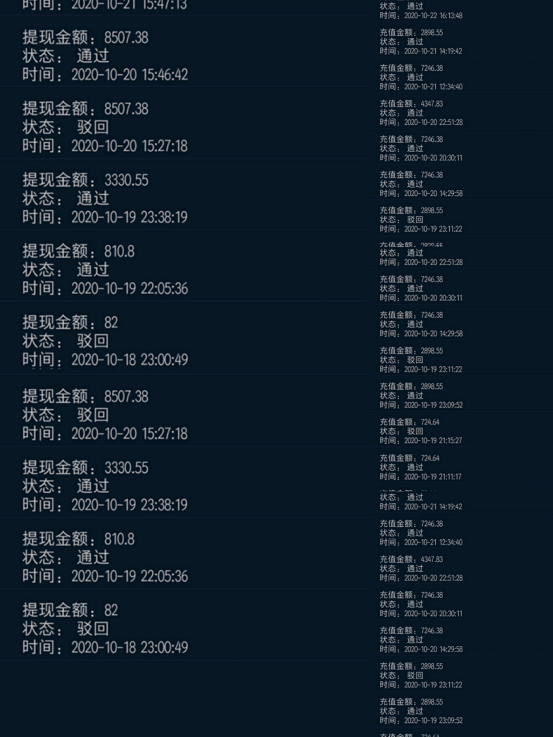 时间：2020-10-21 15:47:13
提现金额：8507.38
状态： 通过
时间：2020-10-20 15:46:42
提现金额：8507.38
状态： 驳回
时间：2020-10-20 15:27:18
提现金额：3330.55
状态： 通过
时间：2020-10-19 23:38:19
提现金额：810.8
状态： 通过
时间：2020-10-19 22:05:36
提现金额：82
状态： 驳回
时间：2020-10-18 23:00:49
提现金额：8507.38
状态： 驳回
时间：2020-10-20 15:27:18
提现金额：3330.55
状态： 通过
时间：2020-10-19 23:38:19
提现金额：810.8
状态： 通过
时间：2020-10-19 22:05:36
提现金额：82
状态： 驳回
时间：2020-10-18 23:00:49
状态： 通过
时间：2020-10-22 16:13:48
充值金额：2898.55
状态： 通过
时间：2020-10-21 14:19:42
充值金额：7246.38
状态： 通过
时间：2020-10-21 12:34:40
充值金额：4347.83
状态： 通过
时间：2020-10-20 22:51:28
充值金额：7246.38
状态： 通过
时间：2020-10-20 20:30:11
充值金额：7246.38
状态： 通过
时间：2020-10-20 14:29:58
充值金额：2898.55
状态： 驳回
时间：2020-10-19 23:11:22
状态： 通过
时间：2020-10-20 22:51:28
充值金额：7246.38
状态： 通过
时间：2020-10-20 20:30:11
充值金额：7246.38
状态： 通过
时间：2020-10-20 14:29:58
充值金额：2898.55
状态： 驳回
时间：2020-10-19 23:11:22
充值金额：2898.55
状态： 通过
时间：2020-10-19 23:09:52
充值金额：724.64
状态： 驳回
时间：2020-10-19 21:15:27
充值金额：724.64
状态： 通过
时间：2020-10-19 21:11:17
状态： 通过
时间：2020-10-21 14:19:42
充值金额：7246.38
状态： 通过
时间：2020-10-21 12:34:40
充值金额：4347.83
状态： 通过
时间：2020-10-20 22:51:28
充值金额：7246.38
状态： 通过
时间：2020-10-20 20:30:11
充值金额：7246.38
状态： 通过
时间：2020-10-20 14:29:58
充值金额：2898.55
状态： 驳回
时间：2020-10-19 23:11:22
充值金额：2898.55
状态： 通过
时间：2020-10-19 23:09:52